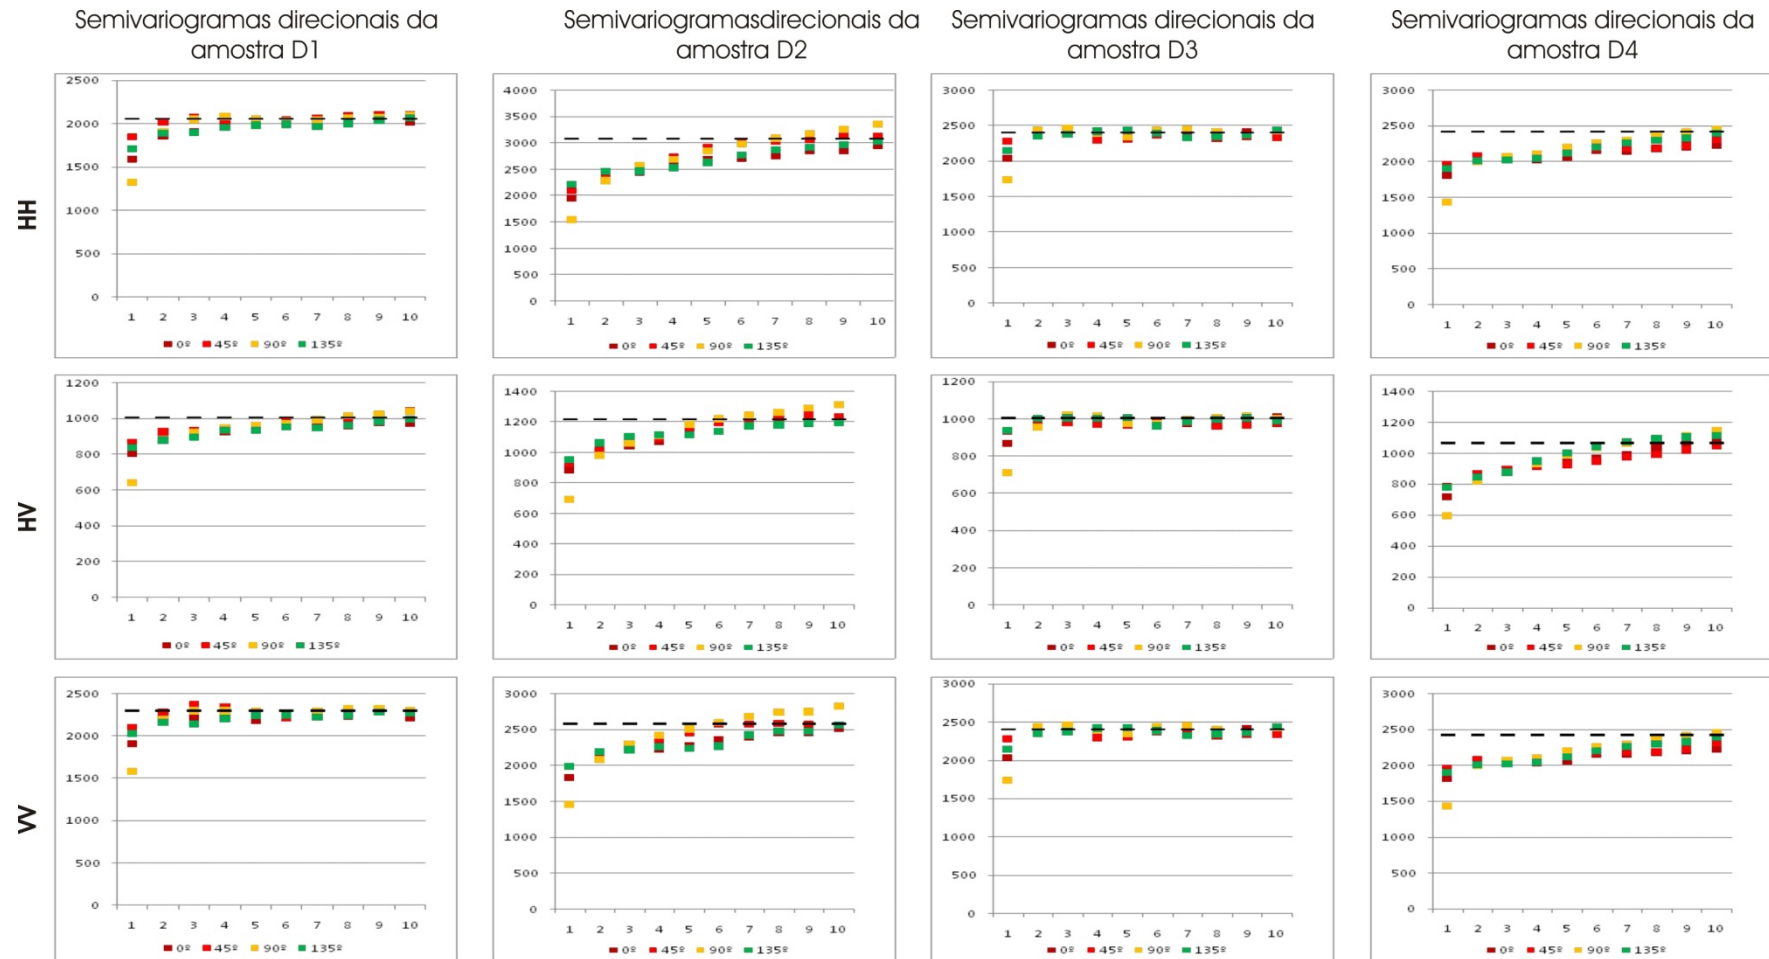 Semivariogramas direcionais da
amostra D1
Semivariogramasdirecionais da
amostra D2
Semivariogramas direcionais da
amostra D3
Semivariogramas direcionais da
amostra D4
HH
2500
2000
1500
1000
500
0
1 2 3 4 5 6 7 8 9 10
0º 45º 90º 135º
4000
3500
3000
2500
2000
1500
1000
500
0
1 2 3 4 5 6 7 8 9 10
0º 45º 90º 135º
3000
2500
2000
1500
1000
500
0
1 2 3 4 5 6 7 8 9 10
0º 45º 90º 135º
3000
2500
2000
1500
1000
500
0
1 2 3 4 5 6 7 8 9 10
0º 45º 90º 135º
HV
1200
1000
800
600
400
200
0
1 2 3 4 5 6 7 8 9 10
0º 45º 90º 135º
1400
1200
1000
800
600
400
200
0
1 2 3 4 5 6 7 8 9 10
0º 45º 90º 135º
1200
1000
800
600
400
200
0
1 2 3 4 5 6 7 8 9 10
0º 45º 90º 135º
1400
1200
1000
800
600
400
200
0
1 2 3 4 5 6 7 8 9 10
0º 45º 90º 135º
VV
2500
2000
1500
1000
500
0
1 2 3 4 5 6 7 8 9 10
0º 45º 90º 135º
3000
2500
2000
1500
1000
500
0
1 2 3 4 5 6 7 8 9 10
0º 45º 90º 135º
3000
2500
2000
1500
1000
500
0
1 2 3 4 5 6 7 8 9 10
0º 45º 90º 135º
3000
2500
2000
1500
1000
500
0
1 2 3 4 5 6 7 8 9 10
0º 45º 90º 135º